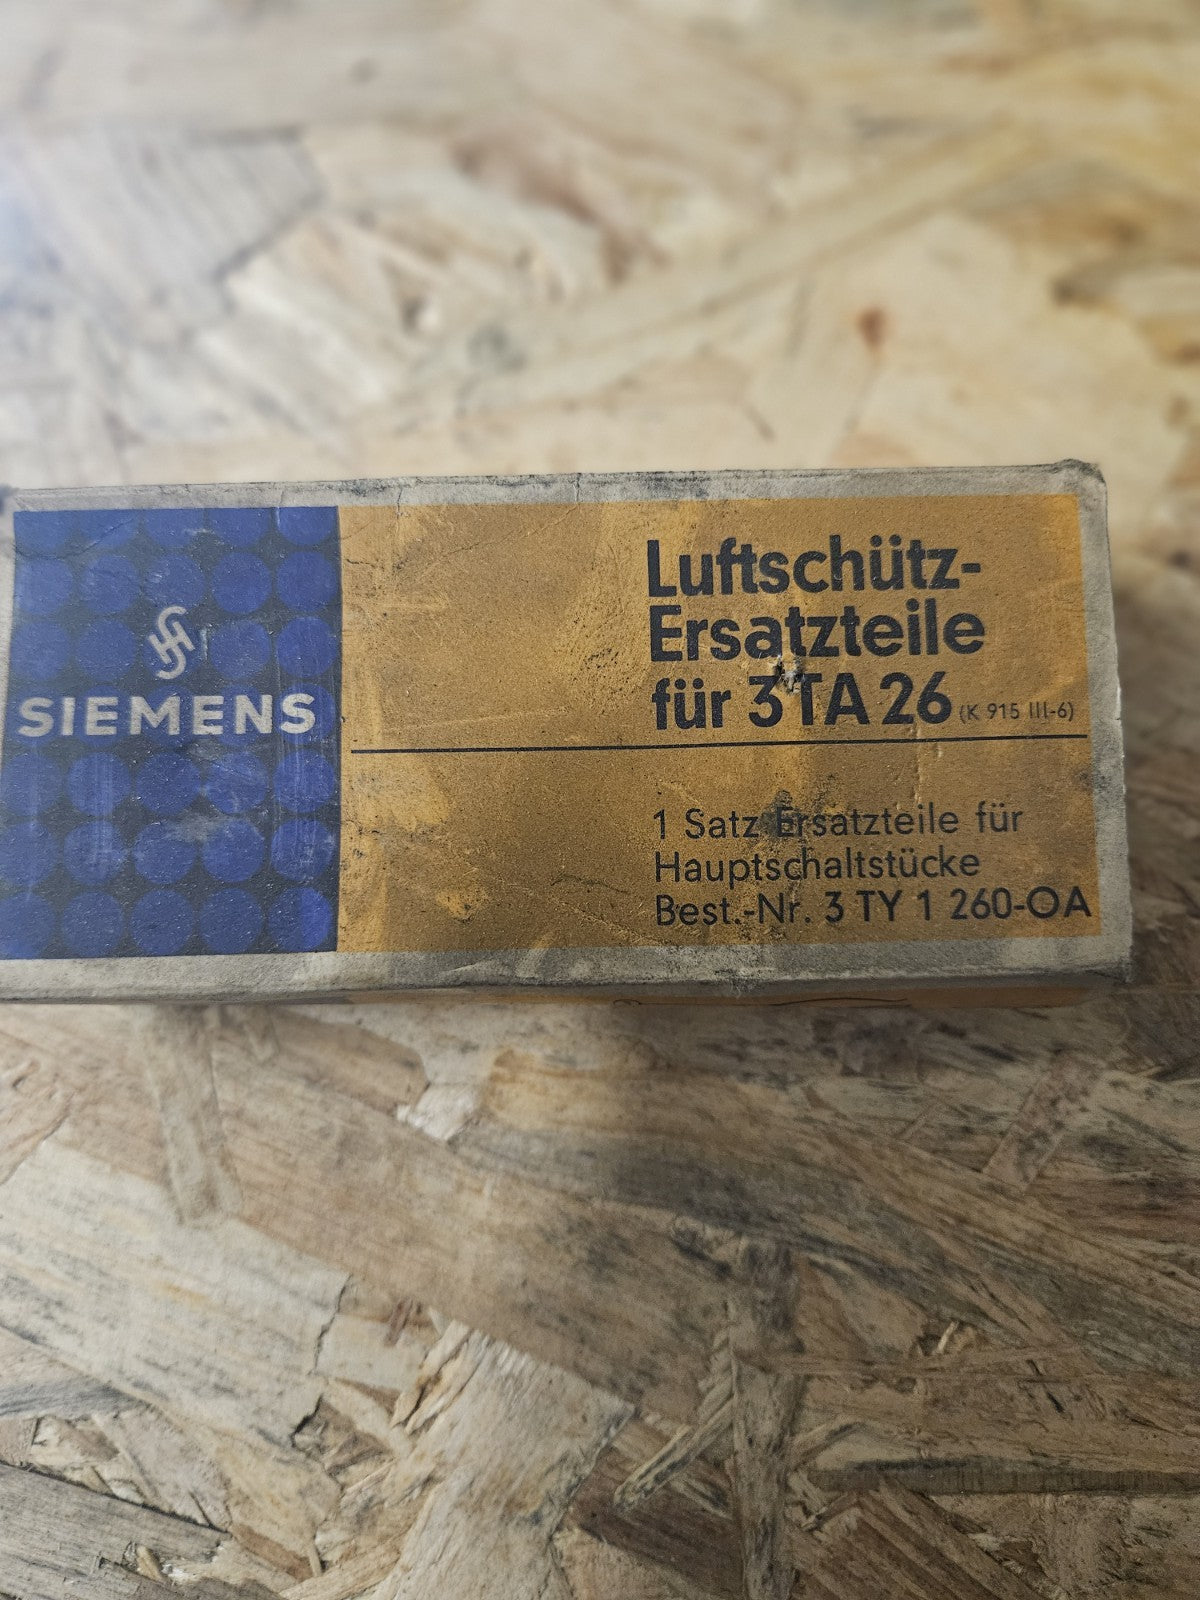 SIEMENS
Luftschütz-
Ersatzteile
für 3TA 26 (K 915 III-6)
1 Satz Ersatzteile für
Hauptschaltstücke
Best.-Nr. 3 TY 1 260-OA